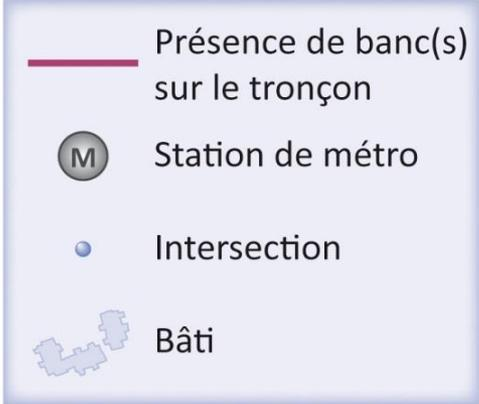 Présence de banc(s)
sur le tronçon
M
Station de métro
Intersection
Bâti